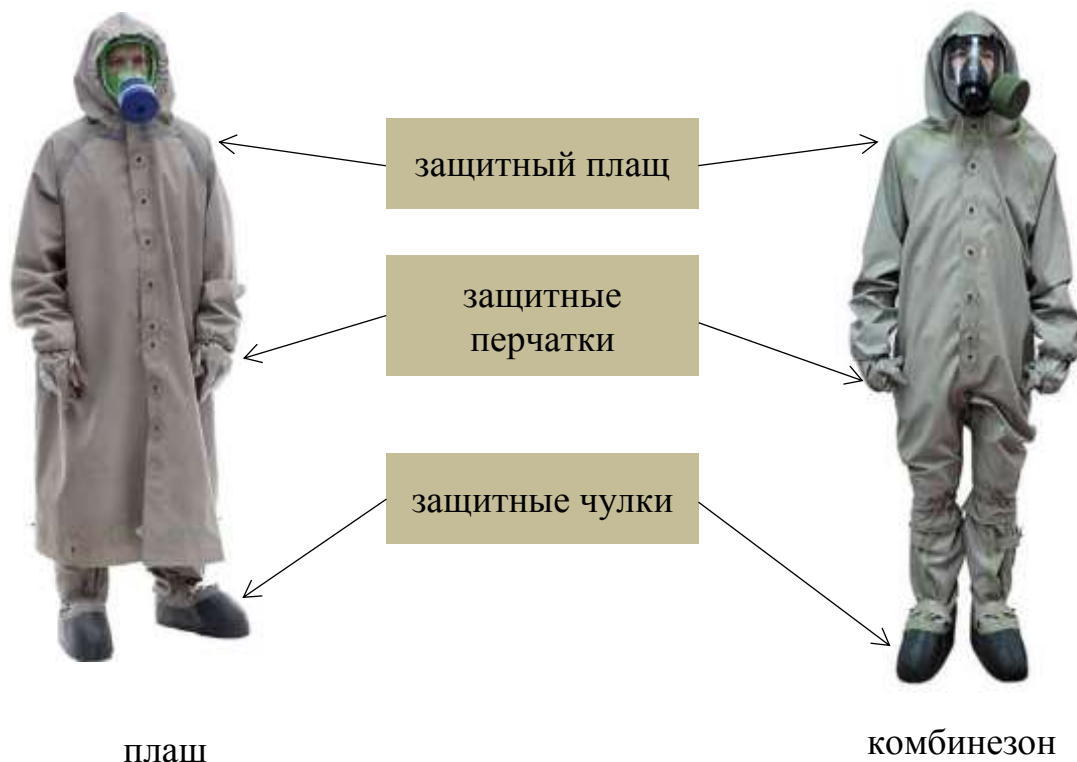 защитный плащ
защитные
перчатки
защитные чулки
плаш
комбинезон